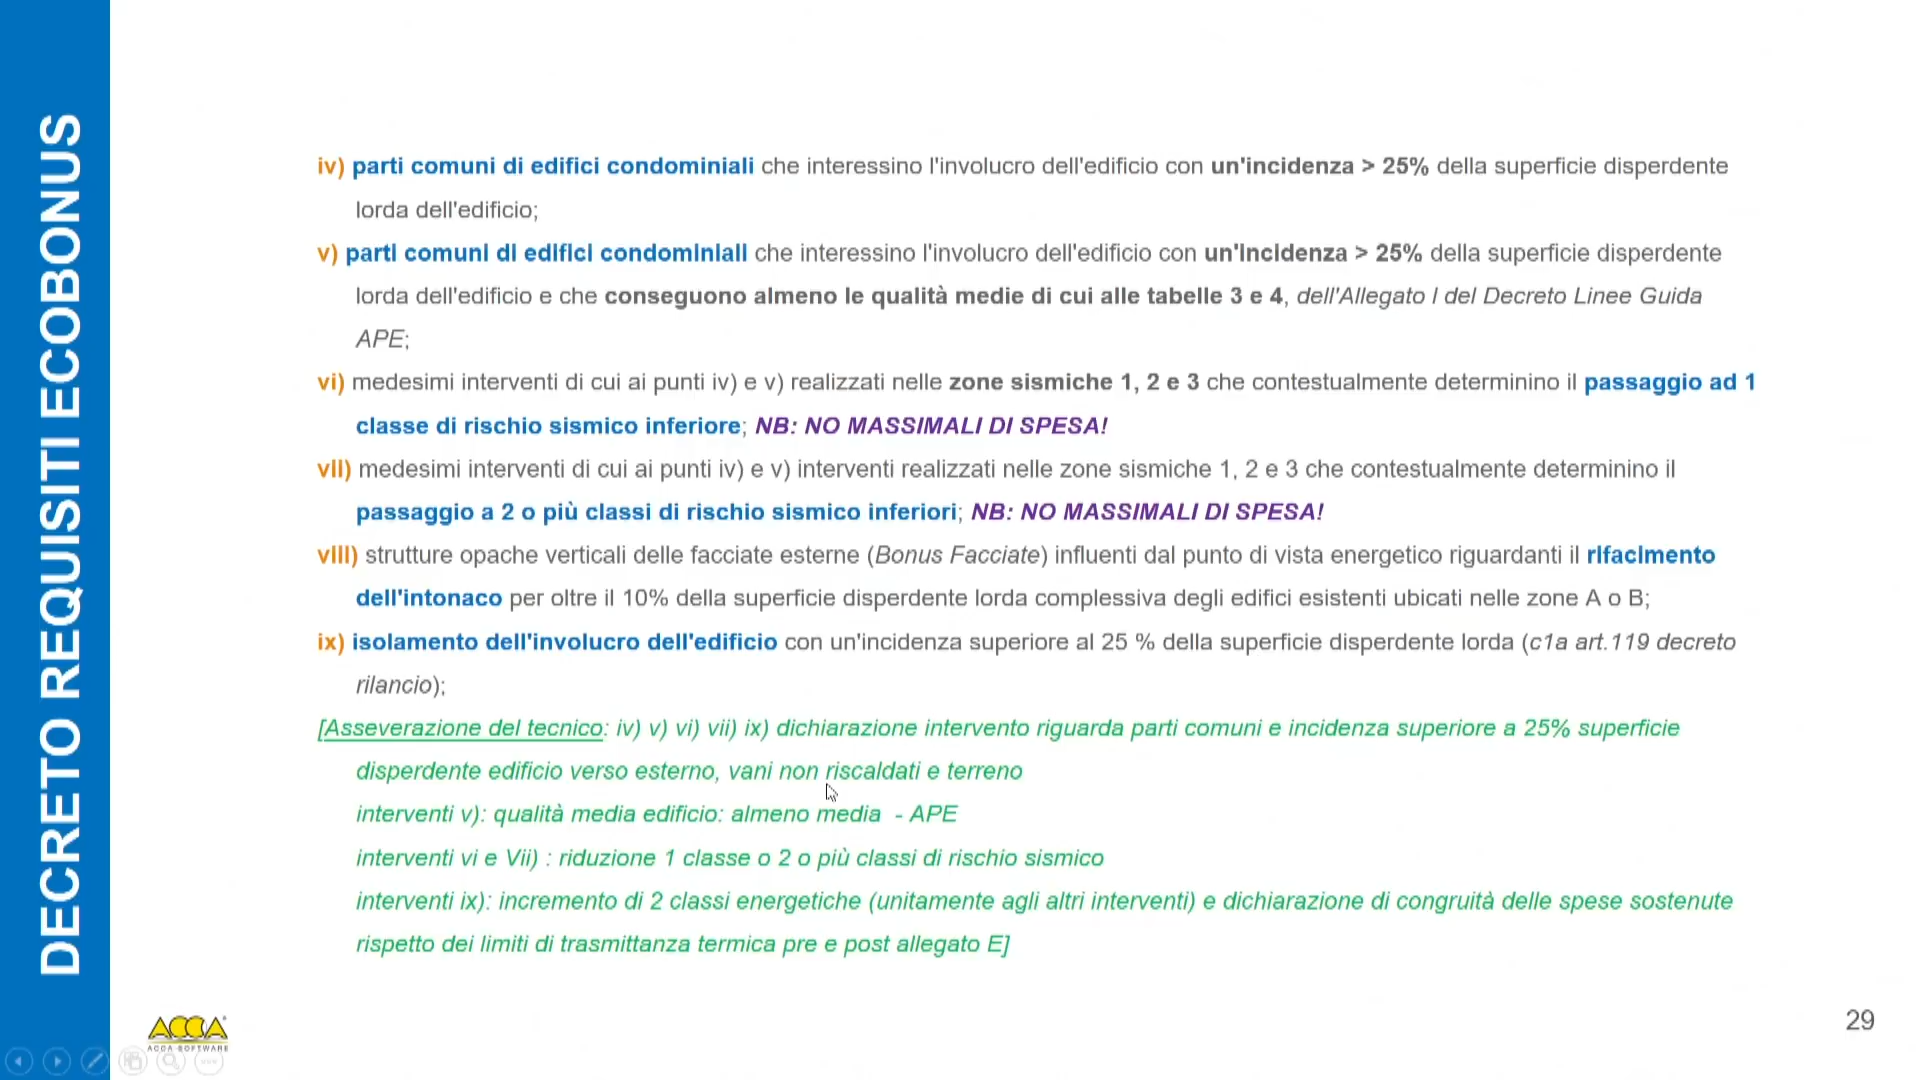 DECRETO REQUISITI ECOBONUS
iv) parti comuni di edifici condominiali che interessino l'involucro dell'edificio con un'incidenza > 25% della superficie disperdente
lorda dell'edificio;
v) parti comuni di edifici condominiali che interessino l'involucro dell'edificio con un'incidenza > 25% della superficie disperdente
lorda dell'edificio e che conseguono almeno le qualità medie di cui alle tabelle 3 e 4, dell'Allegato I del Decreto Linee Guida
APE;
vi) medesimi interventi di cui ai punti iv) e v) realizzati nelle zone sismiche 1, 2 e 3 che contestualmente determinino il passaggio ad 1
classe di rischio sismico inferiore; NB: NO MASSIMALI DI SPESA!
vii) medesimi interventi di cui ai punti iv) e v) interventi realizzati nelle zone sismiche 1, 2 e 3 che contestualmente determinino il
passaggio a 2 o più classi di rischio sismico inferiori; NB: NO MASSIMALI DI SPESA!
viii) strutture opache verticali delle facciate esterne (Bonus Facciate) influenti dal punto di vista energetico riguardanti il rifacimento
dell'intonaco per oltre il 10% della superficie disperdente lorda complessiva degli edifici esistenti ubicati nelle zone A o B;
ix) isolamento dell'involucro dell'edificio con un'incidenza superiore al 25 % della superficie disperdente lorda (c1a art.119 decreto
rilancio);
[Asseverazione del tecnico: iv) v) vi) vii) ix) dichiarazione intervento riguarda parti comuni e incidenza superiore a 25% superficie
disperdente edificio verso esterno, vani non riscaldati e terreno
interventi v): qualità media edificio: almeno media - APE
interventi vi e Vii) : riduzione 1 classe o 2 o più classi di rischio sismico
interventi ix): incremento di 2 classi energetiche (unitamente agli altri interventi) e dichiarazione di congruità delle spese sostenute
rispetto dei limiti di trasmittanza termica pre e post allegato E]
ACCA
ACCA SOFTWARE
29